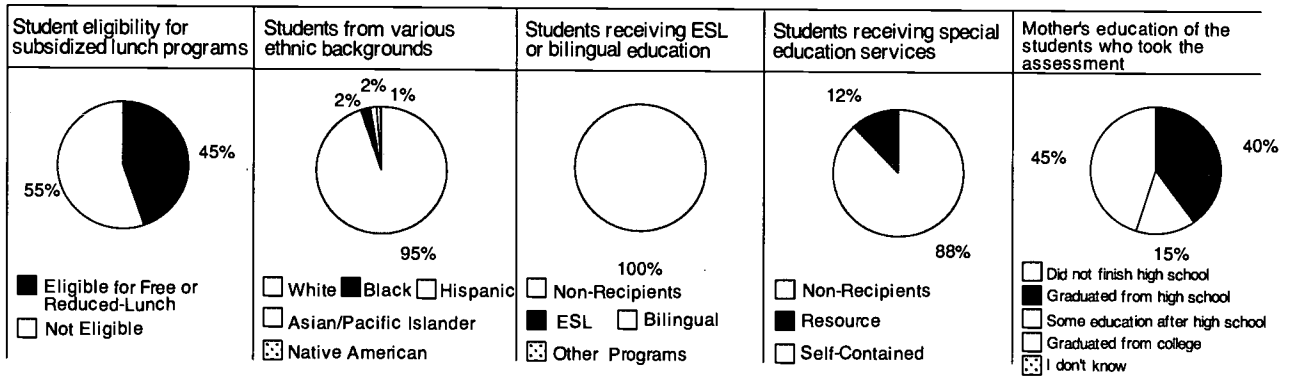 Student eligibility for
subsidized lunch programs
45%
55%
Eligible for Free or
Reduced-Lunch
Not Eligible
Students from various
ethnic backgrounds
2%
2%
1%
95%
White Black Hispanic
Asian/Pacific Islander
Native American
Students receiving ESL
or bilingual education
100%
Non-Recipients
ESL Bilingual
Other Programs
Students receiving special
education services
12%
88%
Non-Recipients
Resource
Self-Contained
Mother's education of the
students who took the
assessment
45%
40%
15%
Did not finish high school
Graduated from high school
Some education after high school
Graduated from college
I don't know